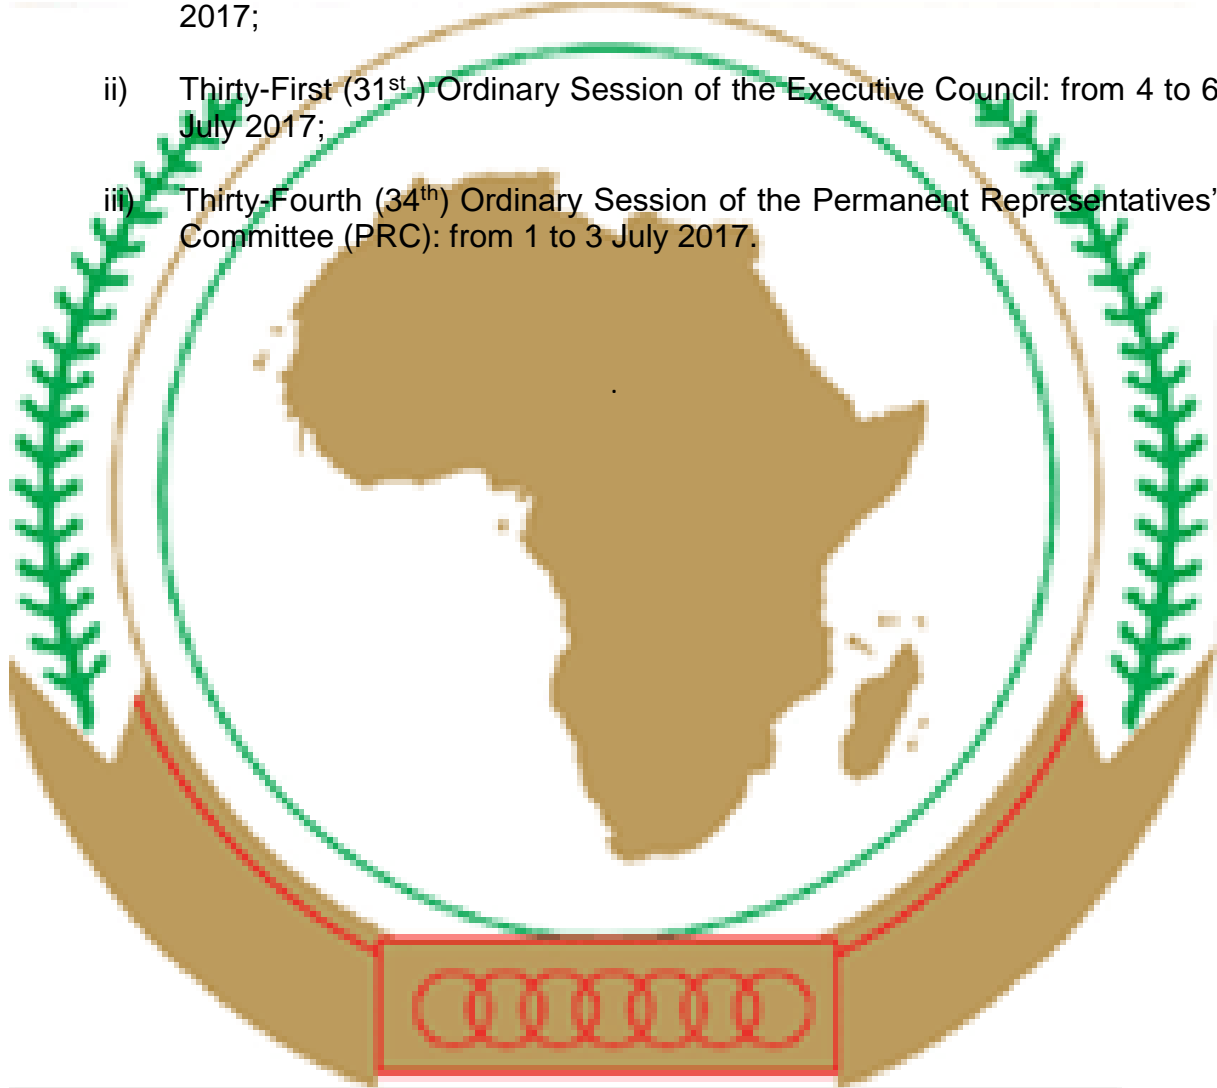 2017;
ii) Thirty-First (31st ) Ordinary Session of the Executive Council: from 4 to 6
July 2017;
iii) Thirty-Fourth (34th) Ordinary Session of the Permanent Representatives’
Committee (PRC): from 1 to 3 July 2017.
.